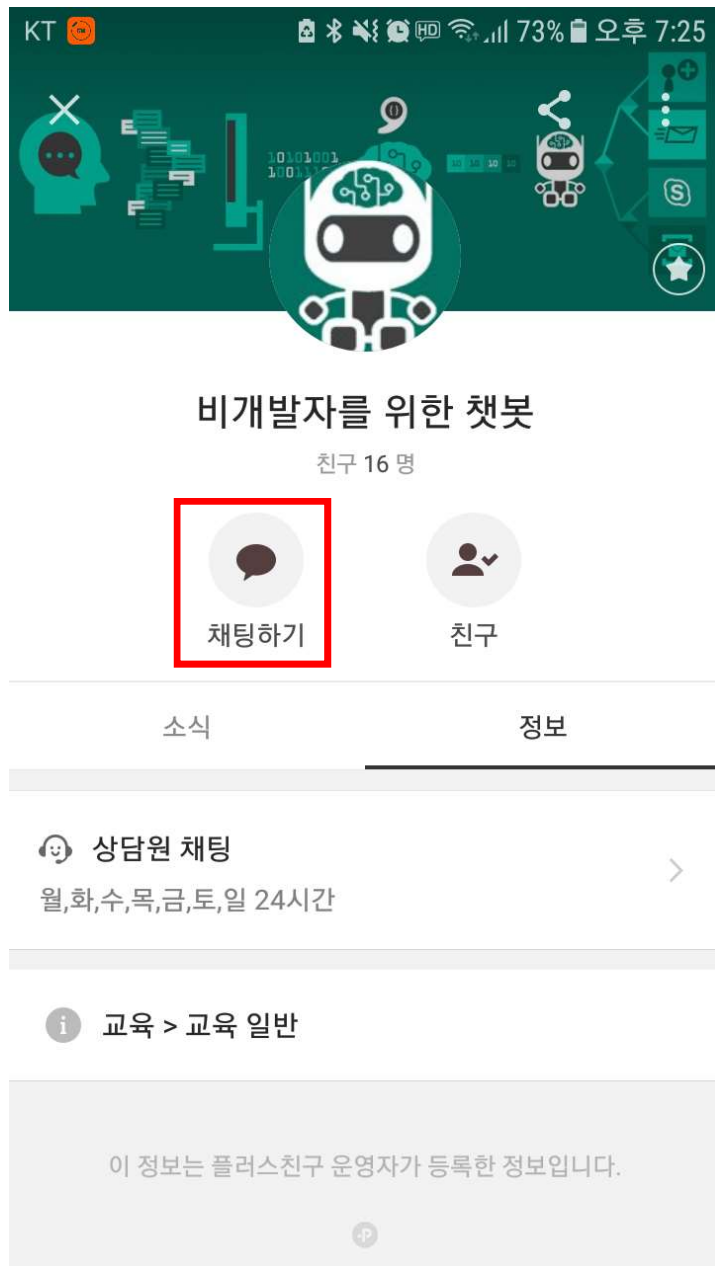 KT 73% 오후 7:25
10101001
비개발자를 위한 챗봇
친구 16 명
채팅하기 친구
소식 정보
상담원 채팅
월,화,수,목,금,토,일 24시간
교육 > 교육 일반
이 정보는 플러스친구 운영자가 등록한 정보입니다.